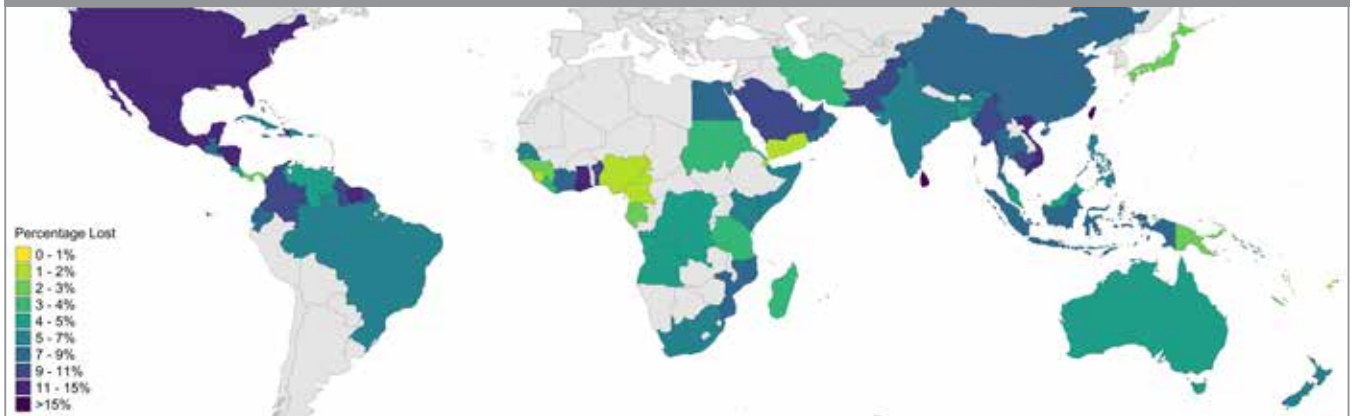 Percentage Lost
0 - 1%
1 - 2%
2 - 3%
3 - 4%
4 - 5%
5 - 7%
7 - 9%
9 - 11%
11 - 15%
>15%